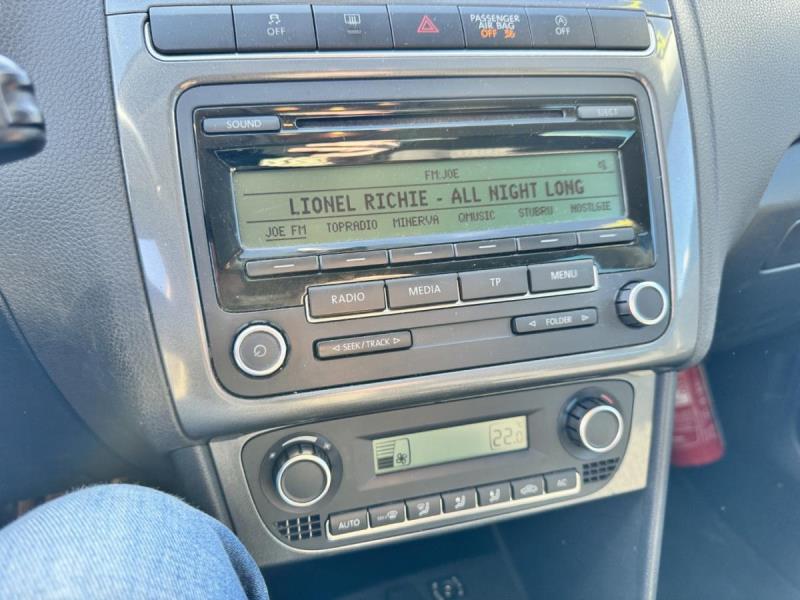 OFF
PASSENGER
AIR BAG
OFF
OFF
SOUND
EJECT
FM:JOE
LIONEL RICHIE - ALL NIGHT LONG
JOE FM TOPRADIO MINERVA QMUSIC STUBRU NOSTLGIE
RADIO MEDIA TP MENU
SEEK / TRACK
FOLDER
22.0
AUTO
AC